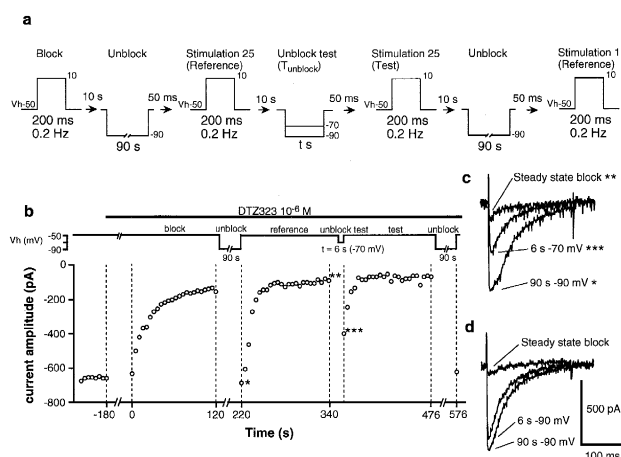 a
Block
Unblock
Stimulation 25
(Reference)
Unblock test
(Tunblock)
Stimulation 25
(Test)
Unblock
Stimulation 1
(Reference)
10
Vh-50
200 ms
0.2 Hz
10 s
-90
90 s
50 ms
10
Vh-50
200 ms
0.2 Hz
10 s
-70
-90
t s
50 ms
10
Vh-50
200 ms
0.2 Hz
10 s
-90
90 s
50 ms
10
Vh-50
200 ms
0.2 Hz
b
DTZ323 10-6 M
Vh (mV)
-50
-90
block
unblock
90 s
reference
unblock test
t = 6 s (-70 mV)
test
unblock
90 s
current amplitude (pA)
0
-200
-400
-600
-800
*
**
***
-180
0
120
220
340
476
576
Time (s)
c
Steady state block **
6 s -70 mV ***
90 s -90 mV *
d
Steady state block
6 s -90 mV
90 s -90 mV
500 pA
100 ms